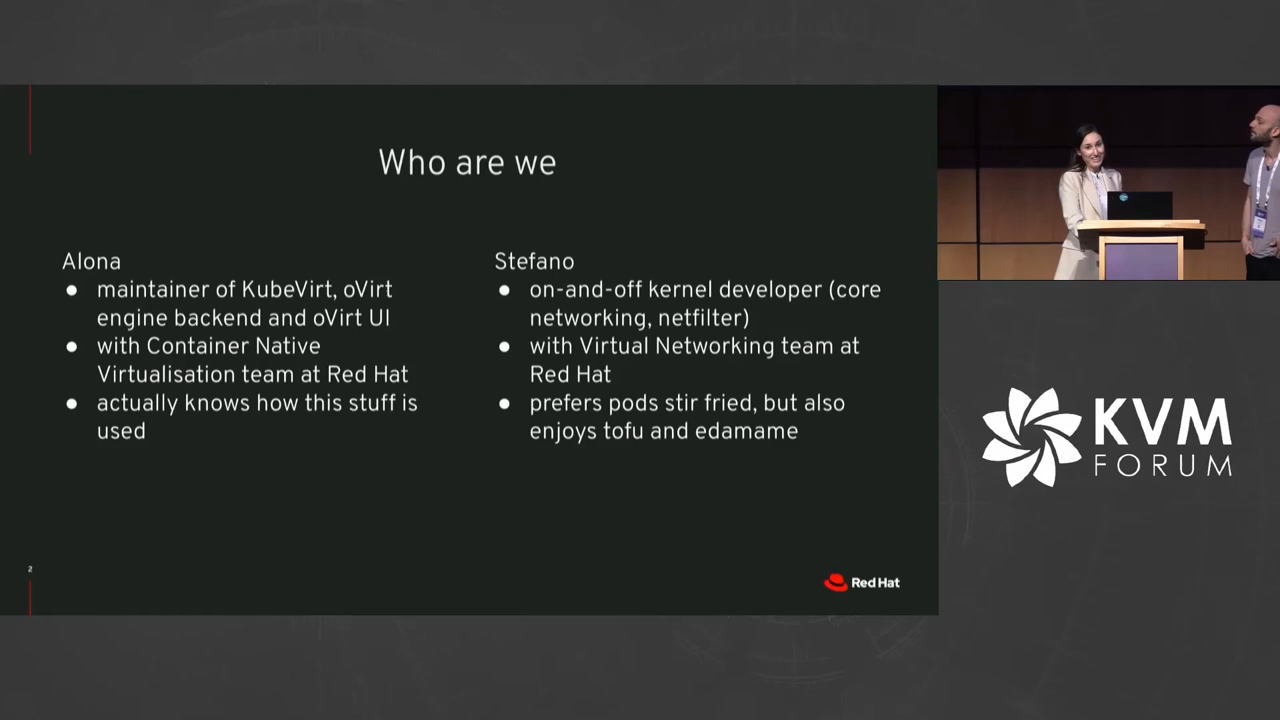 Who are we
Alona
● maintainer of KubeVirt, oVirt
engine backend and oVirt UI
● with Container Native
Virtualisation team at Red Hat
● actually knows how this stuff is
used
Stefano
● on-and-off kernel developer (core
networking, netfilter)
● with Virtual Networking team at
Red Hat
● prefers pods stir fried, but also
enjoys tofu and edamame
2
Red Hat
KVM
FORUM